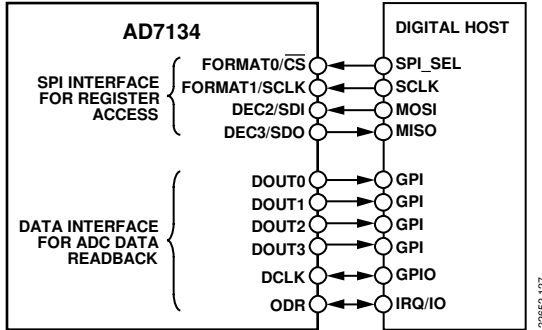 AD7134
DIGITAL HOST
SPI INTERFACE
FOR REGISTER
ACCESS
FORMAT0/CS
SPI_SEL
FORMAT1/SCLK
SCLK
DEC2/SDI
MOSI
DEC3/SDO
MISO
DATA INTERFACE
FOR ADC DATA
READBACK
DOUT0
GPI
DOUT1
GPI
DOUT2
GPI
DOUT3
GPI
DCLK
GPIO
ODR
IRQ/IO